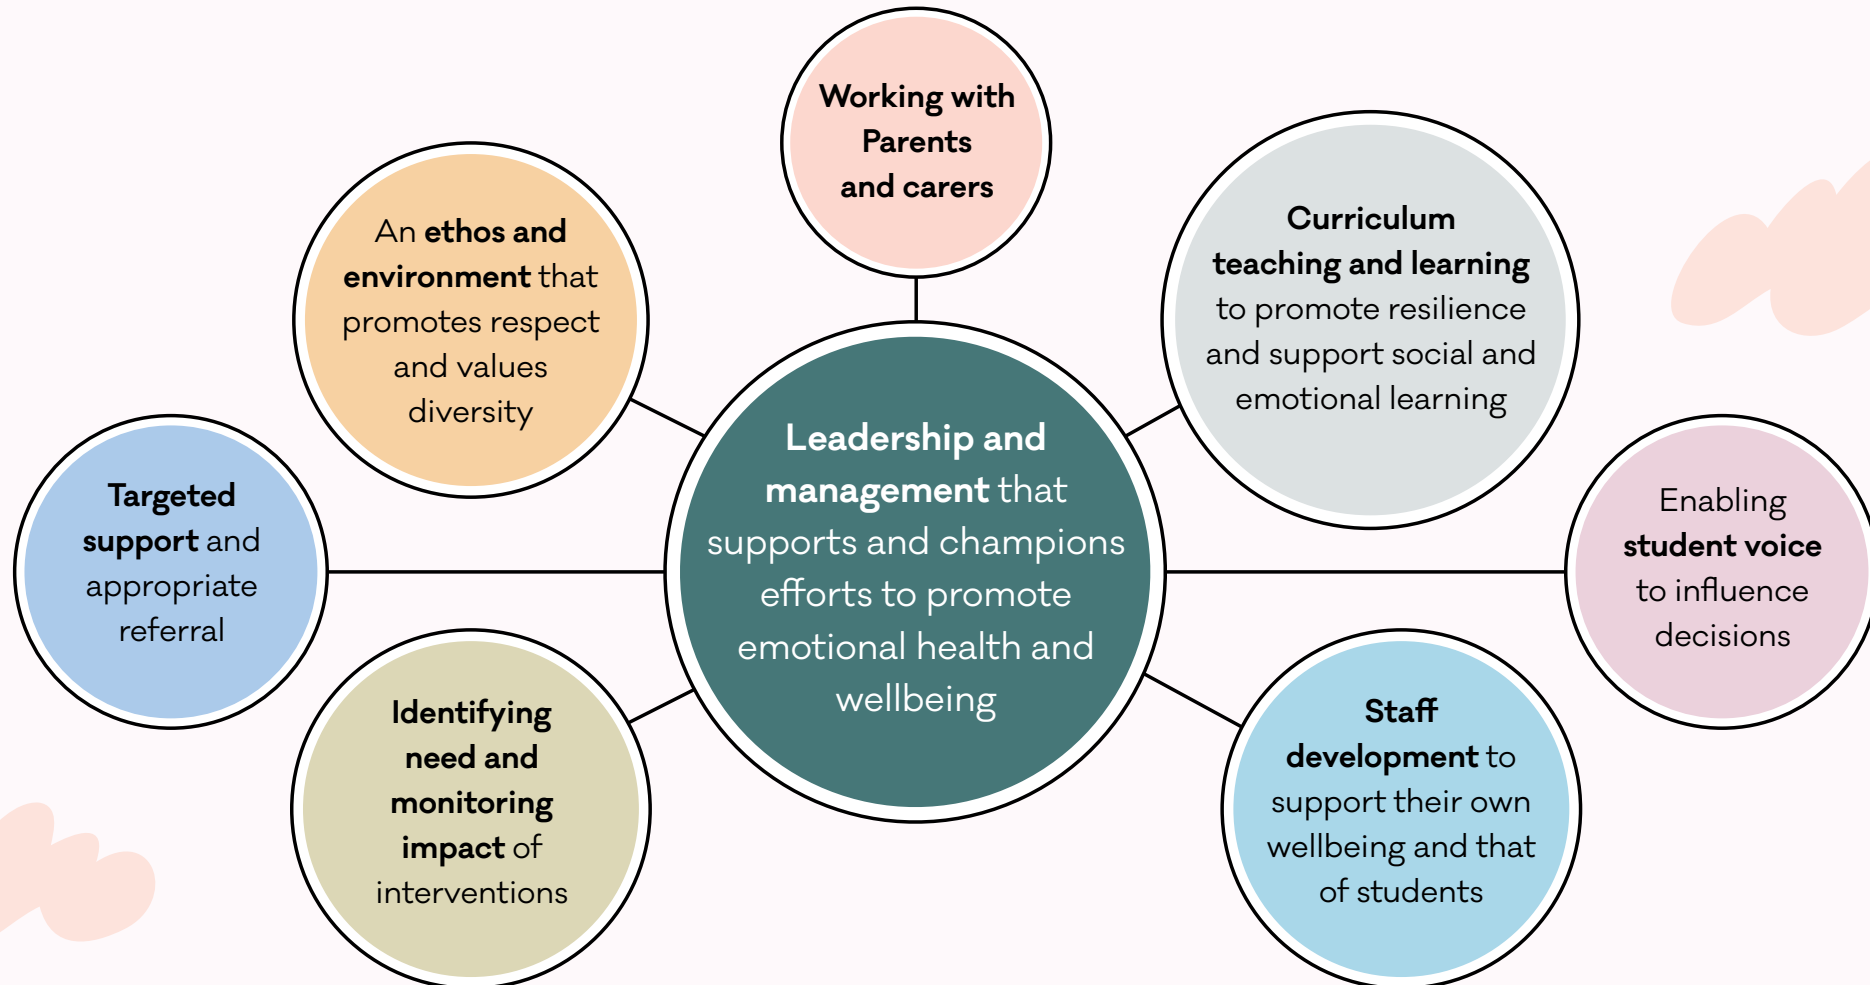 Working with
Parents
and carers
An ethos and
environment that
promotes respect
and values
diversity
Curriculum
teaching and learning
to promote resilience
and support social and
emotional learning
Targeted
support and
appropriate
referral
Leadership and
management that
supports and champions
efforts to promote
emotional health and
wellbeing
Enabling
student voice
to influence
decisions
Identifying
need and
monitoring
impact of
interventions
Staff
development to
support their own
wellbeing and that
of students